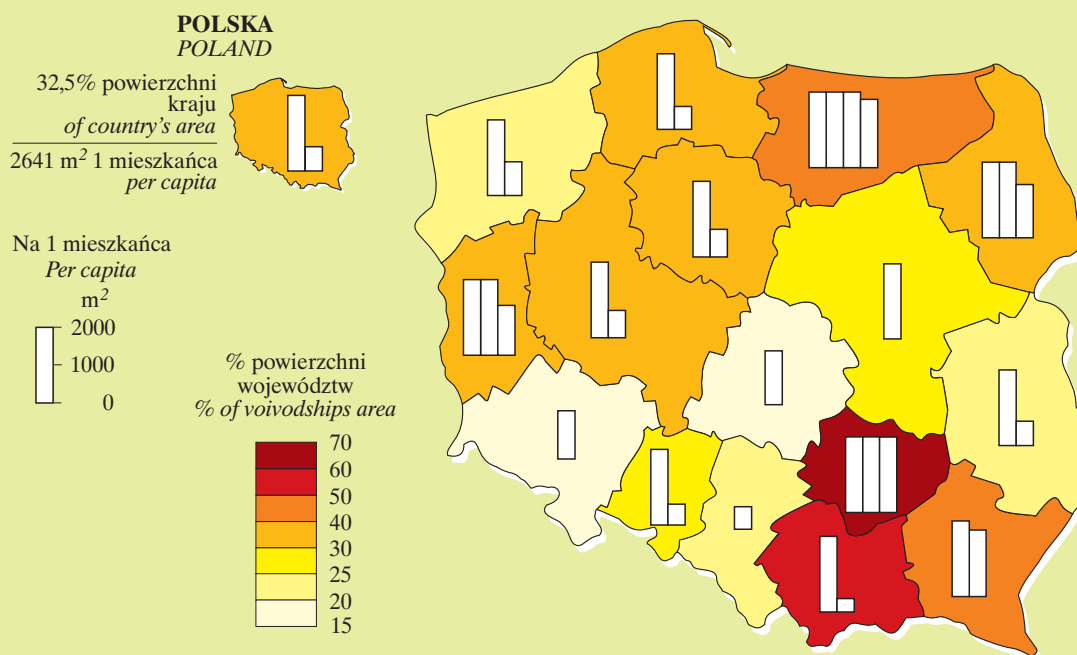 POLSKA
POLAND
32,5% powierzchni
kraju
of country's area
2641 m² 1 mieszkańca
per capita
Na 1 mieszkańca
Per capita
m²
2000
1000
0
% powierzchni
województw
% of voivodships area
70
60
50
40
30
25
20
15